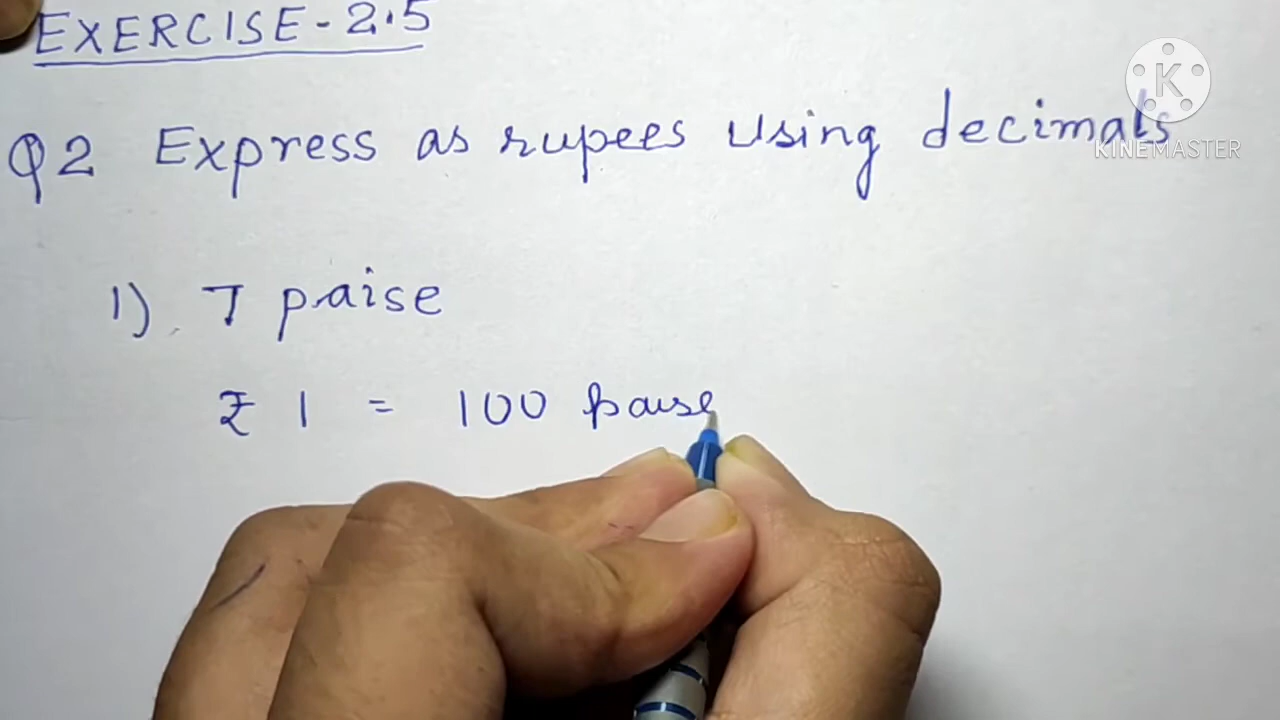 EXERCISE-2.5
K
KINEMASTER
Q2 Express as rupees using decimals
1) 7 paise
₹ 1 = 100 paise